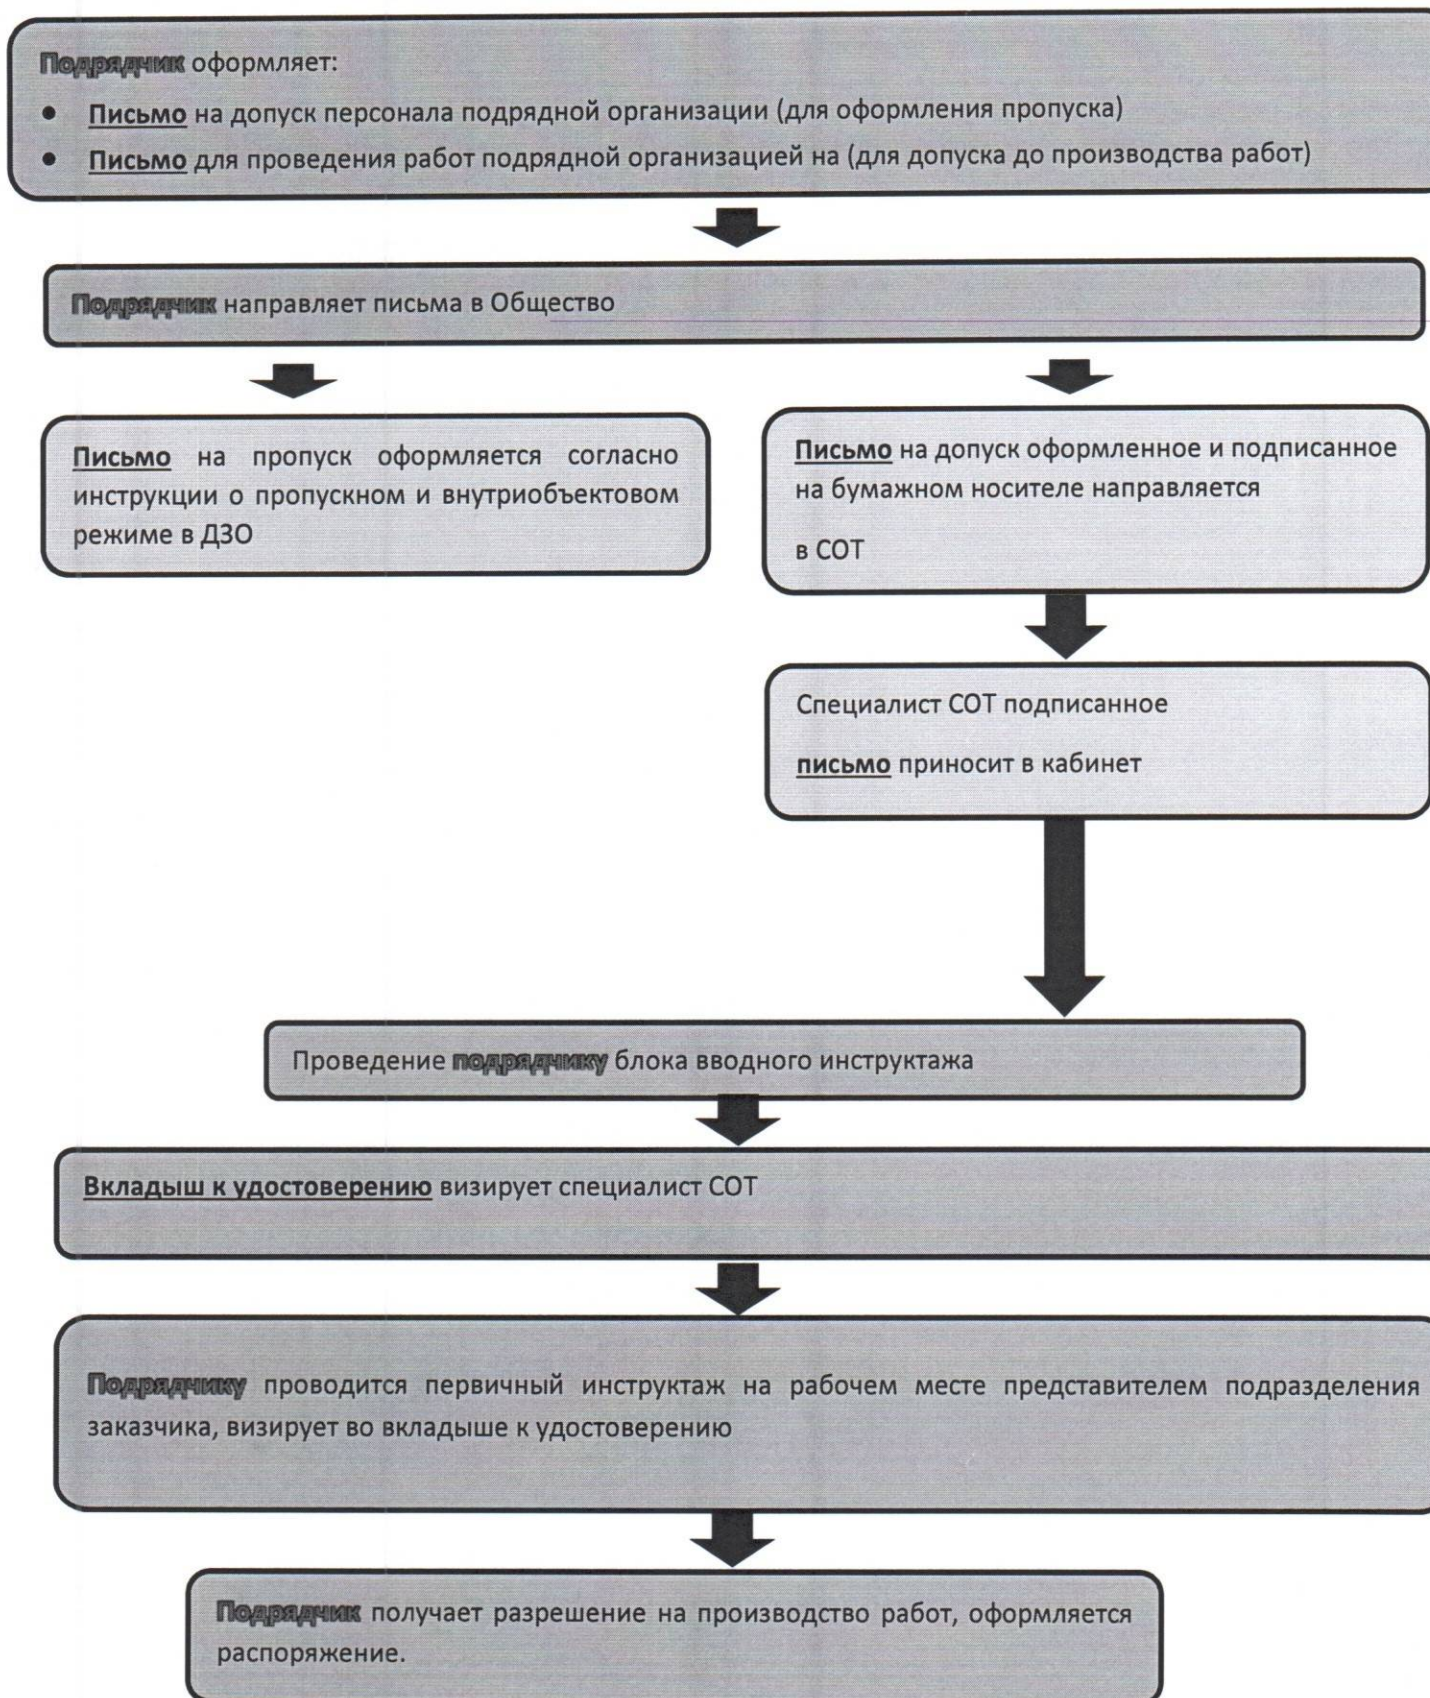 Подрядчик оформляет:
● Письмо на допуск персонала подрядной организации (для оформления пропуска)
● Письмо для проведения работ подрядной организацией на (для допуска до производства работ)
Подрядчик направляет письма в Общество
Письмо на пропуск оформляется согласно
инструкции о пропускном и внутриобъектовом
режиме в ДЗО
Письмо на допуск оформленное и подписанное
на бумажном носителе направляется
в СОТ
Специалист СОТ подписанное
письмо приносит в кабинет
Проведение подрядчику блока вводного инструктажа
Вкладыш к удостоверению визирует специалист СОТ
Подрядчику проводится первичный инструктаж на рабочем месте представителем подразделения
заказчика, визирует во вкладыше к удостоверению
Подрядчик получает разрешение на производство работ, оформляется
распоряжение.